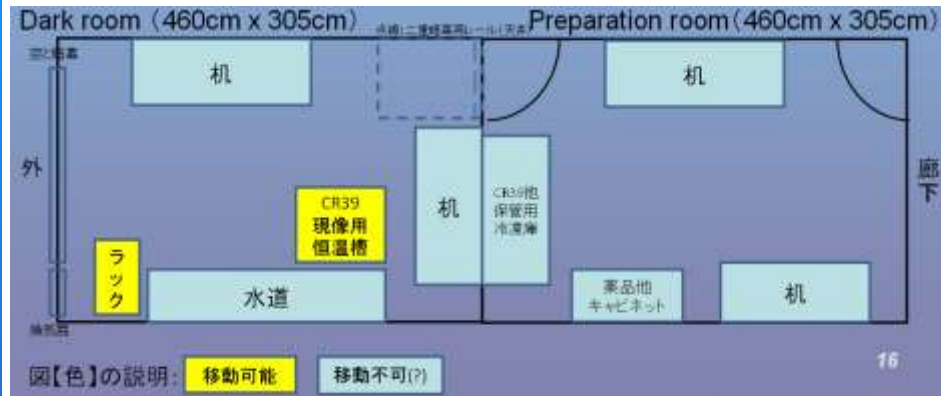 Dark room（460cm x 305cm）
Preparation room（460cm x 305cm）
机
机
外
CR39
現像用
恒温槽
机
CR39他
保管用
冷凍庫
廊下
ラック
水道
薬品他
キャビネット
机
図【色】の説明：
移動可能
移動不可(?)
16